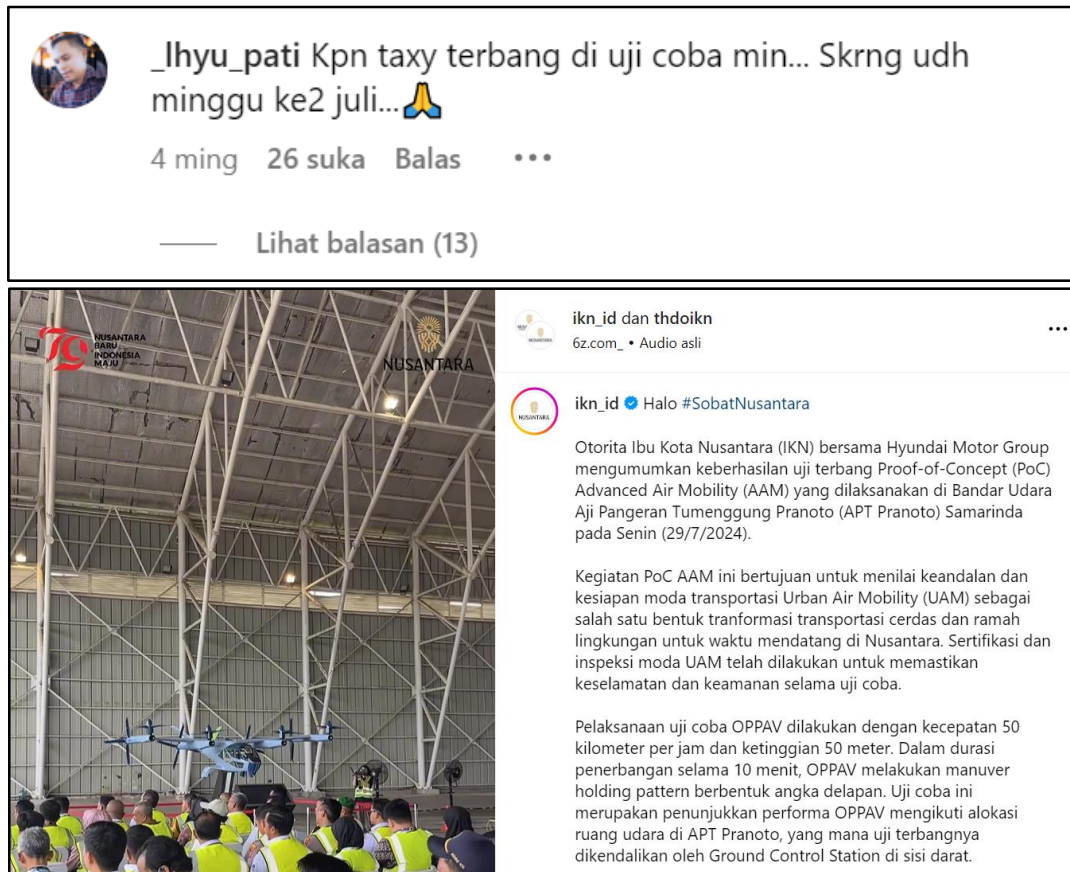 _lhyu_pati Kpn taxy terbang di uji coba min... Skrng udh
minggu ke2 juli...🙏
4 ming 26 suka Balas •••
Lihat balasan (13)
79 NUSANTARA
BARU
INDONESIA
MAJU
NUSANTARA
ikn_id dan thdoikn
6z.com_ • Audio asli
•••
NUSANTARA
ikn_id Halo #SobatNusantara
Otorita Ibu Kota Nusantara (IKN) bersama Hyundai Motor Group
mengumumkan keberhasilan uji terbang Proof-of-Concept (PoC)
Advanced Air Mobility (AAM) yang dilaksanakan di Bandar Udara
Aji Pangeran Tumenggung Pranoto (APT Pranoto) Samarinda
pada Senin (29/7/2024).
Kegiatan PoC AAM ini bertujuan untuk menilai keandalan dan
kesiapan moda transportasi Urban Air Mobility (UAM) sebagai
salah satu bentuk tranformasi transportasi cerdas dan ramah
lingkungan untuk waktu mendatang di Nusantara. Sertifikasi dan
inspeksi moda UAM telah dilakukan untuk memastikan
keselamatan dan keamanan selama uji coba.
Pelaksanaan uji coba OPPAV dilakukan dengan kecepatan 50
kilometer per jam dan ketinggian 50 meter. Dalam durasi
penerbangan selama 10 menit, OPPAV melakukan manuver
holding pattern berbentuk angka delapan. Uji coba ini
merupakan penunjukkan performa OPPAV mengikuti alokasi
ruang udara di APT Pranoto, yang mana uji terbangnya
dikendalikan oleh Ground Control Station di sisi darat.